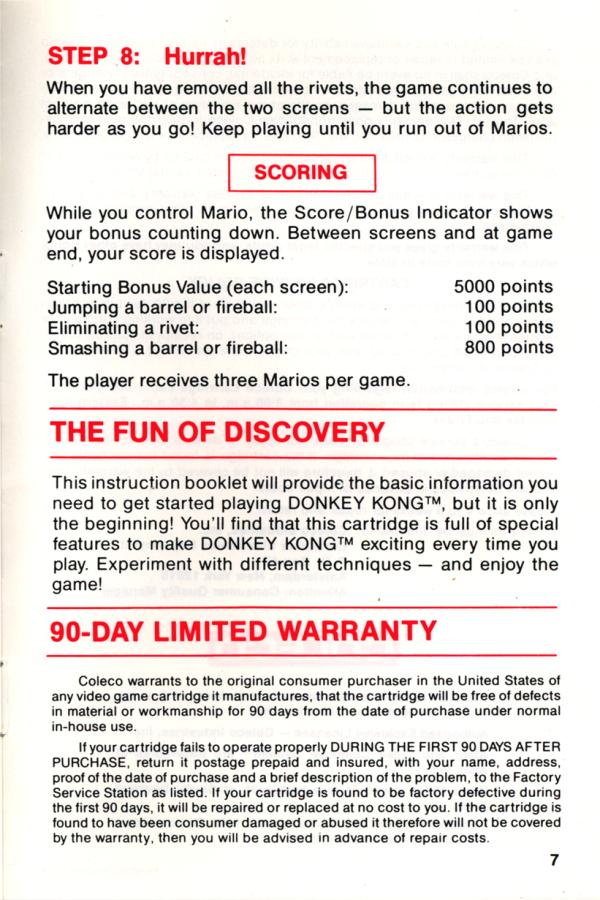 STEP 8: Hurrah!
When you have removed all the rivets, the game continues to
alternate between the two screens — but the action gets
harder as you go! Keep playing until you run out of Marios.
SCORING
While you control Mario, the Score/Bonus Indicator shows
your bonus counting down. Between screens and at game
end, your score is displayed.
Starting Bonus Value (each screen): 5000 points
Jumping a barrel or fireball: 100 points
Eliminating a rivet: 100 points
Smashing a barrel or fireball: 800 points
The player receives three Marios per game.
THE FUN OF DISCOVERY
This instruction booklet will provide the basic information you
need to get started playing DONKEY KONG™, but it is only
the beginning! You'll find that this cartridge is full of special
features to make DONKEY KONG™ exciting every time you
play. Experiment with different techniques — and enjoy the
game!
90-DAY LIMITED WARRANTY
Coleco warrants to the original consumer purchaser in the United States of
any video game cartridge it manufactures, that the cartridge will be free of defects
in material or workmanship for 90 days from the date of purchase under normal
in-house use.
If your cartridge fails to operate properly DURING THE FIRST 90 DAYS AFTER
PURCHASE, return it postage prepaid and insured, with your name, address,
proof of the date of purchase and a brief description of the problem, to the Factory
Service Station as listed. If your cartridge is found to be factory defective during
the first 90 days, it will be repaired or replaced at no cost to you. If the cartridge is
found to have been consumer damaged or abused it therefore will not be covered
by the warranty, then you will be advised in advance of repair costs.
7